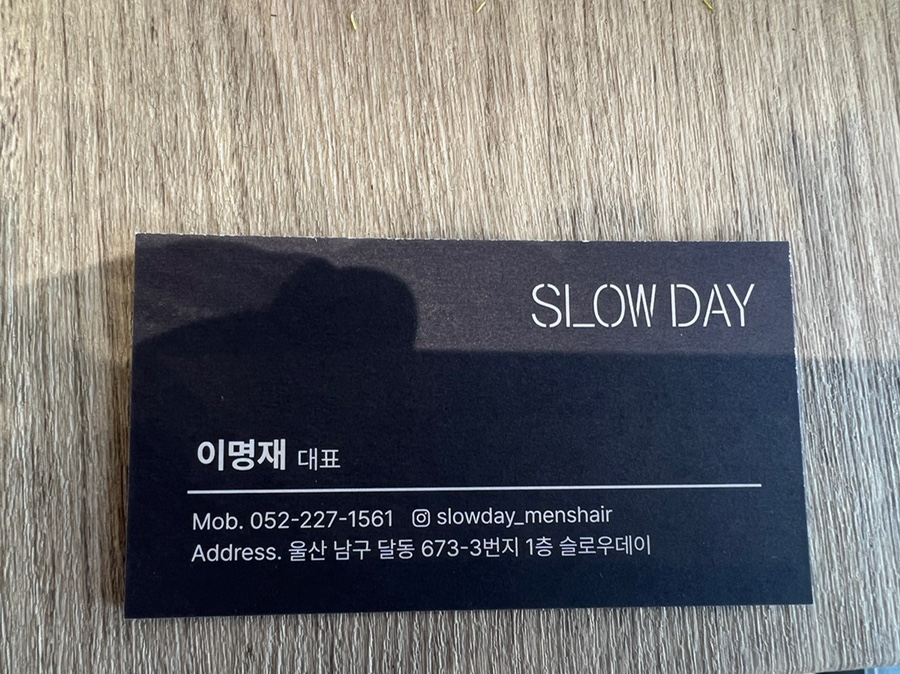 SLOW DAY
이명재 대표
Mob. 052-227-1561 slowday_menshair
Address. 울산 남구 달동 673-3번지 1층 슬로우데이